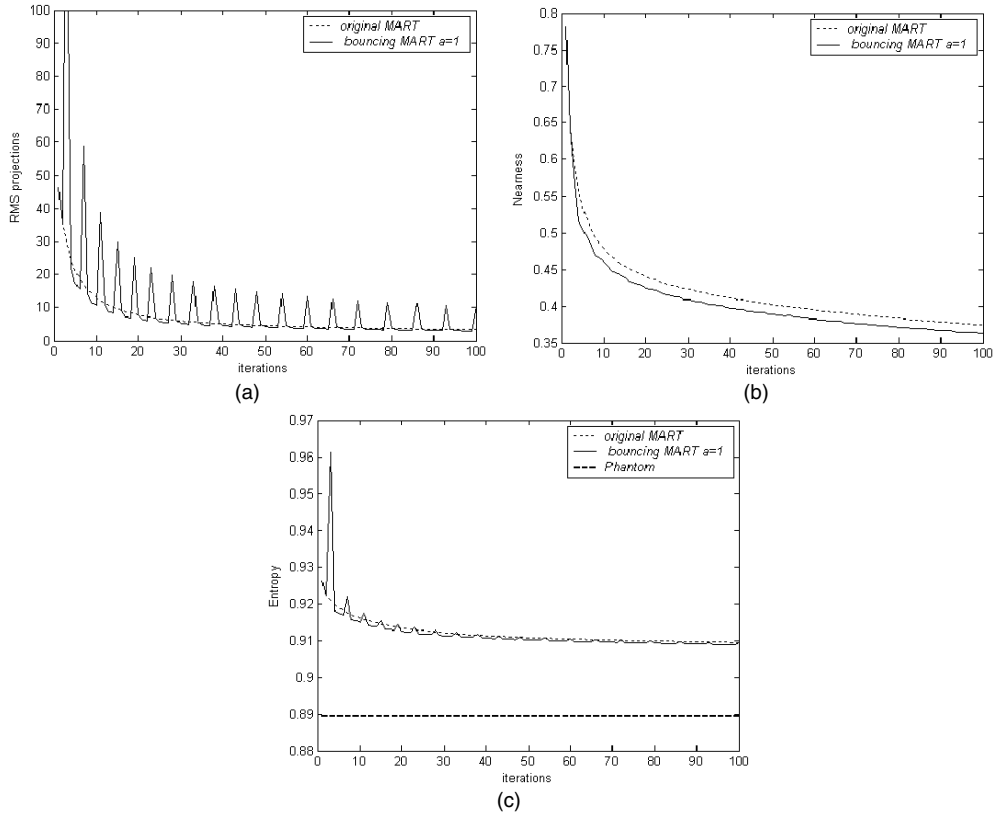 100
90
80
70
60
50
40
30
20
10
0
RMS projections
original MART
bouncing MART a=1
0 10 20 30 40 50 60 70 80 90 100
iterations
(a)
0.8
0.75
0.7
0.65
0.6
0.55
0.5
0.45
0.4
0.35
Nearness
original MART
bouncing MART a=1
0 10 20 30 40 50 60 70 80 90 100
iterations
(b)
0.97
0.96
0.95
0.94
0.93
0.92
0.91
0.9
0.89
0.88
Entropy
original MART
bouncing MART a=1
Phantom
0 10 20 30 40 50 60 70 80 90 100
iterations
(c)